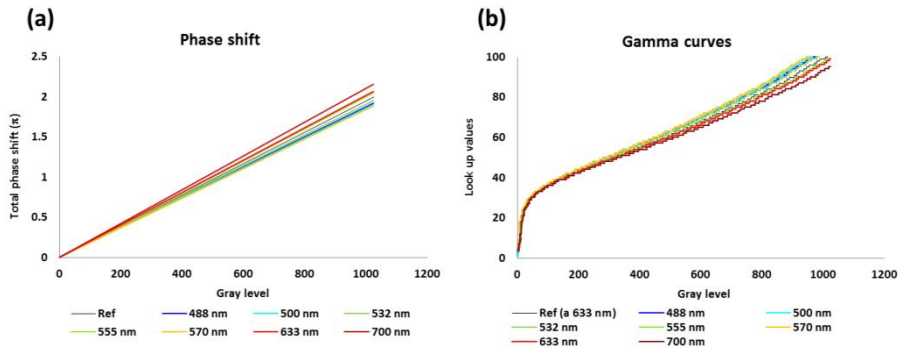 (a)
Phase shift
Total phase shift (π)
2.5
2
1.5
1
0.5
0
0 200 400 600 800 1000 1200
Gray level
Ref 488 nm 500 nm 532 nm
555 nm 570 nm 633 nm 700 nm
(b)
Gamma curves
Look up values
100
80
60
40
20
0
0 200 400 600 800 1000 1200
Gray level
Ref (a 633 nm) 488 nm 500 nm
532 nm 555 nm 570 nm
633 nm 700 nm